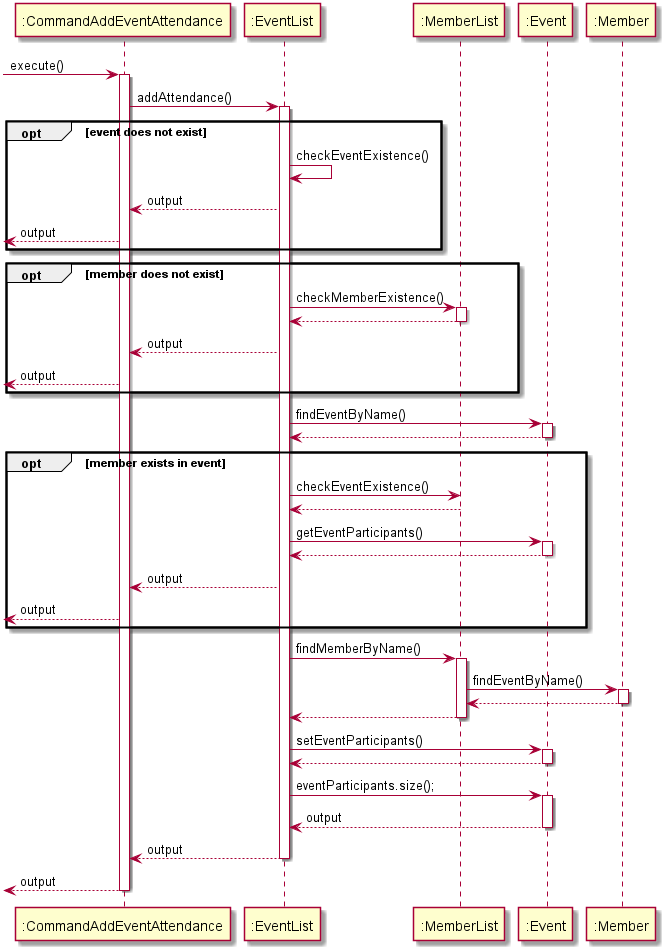 :CommandAddEventAttendance :EventList :MemberList :Event :Member
execute()
addAttendance()
opt [event does not exist]
checkEventExistence()
output
output
opt [member does not exist]
checkMemberExistence()
output
output
findEventByName()
opt [member exists in event]
checkEventExistence()
getEventParticipants()
output
output
findMemberByName()
findEventByName()
setEventParticipants()
eventParticipants.size();
output
output
output
:CommandAddEventAttendance :EventList :MemberList :Event :Member